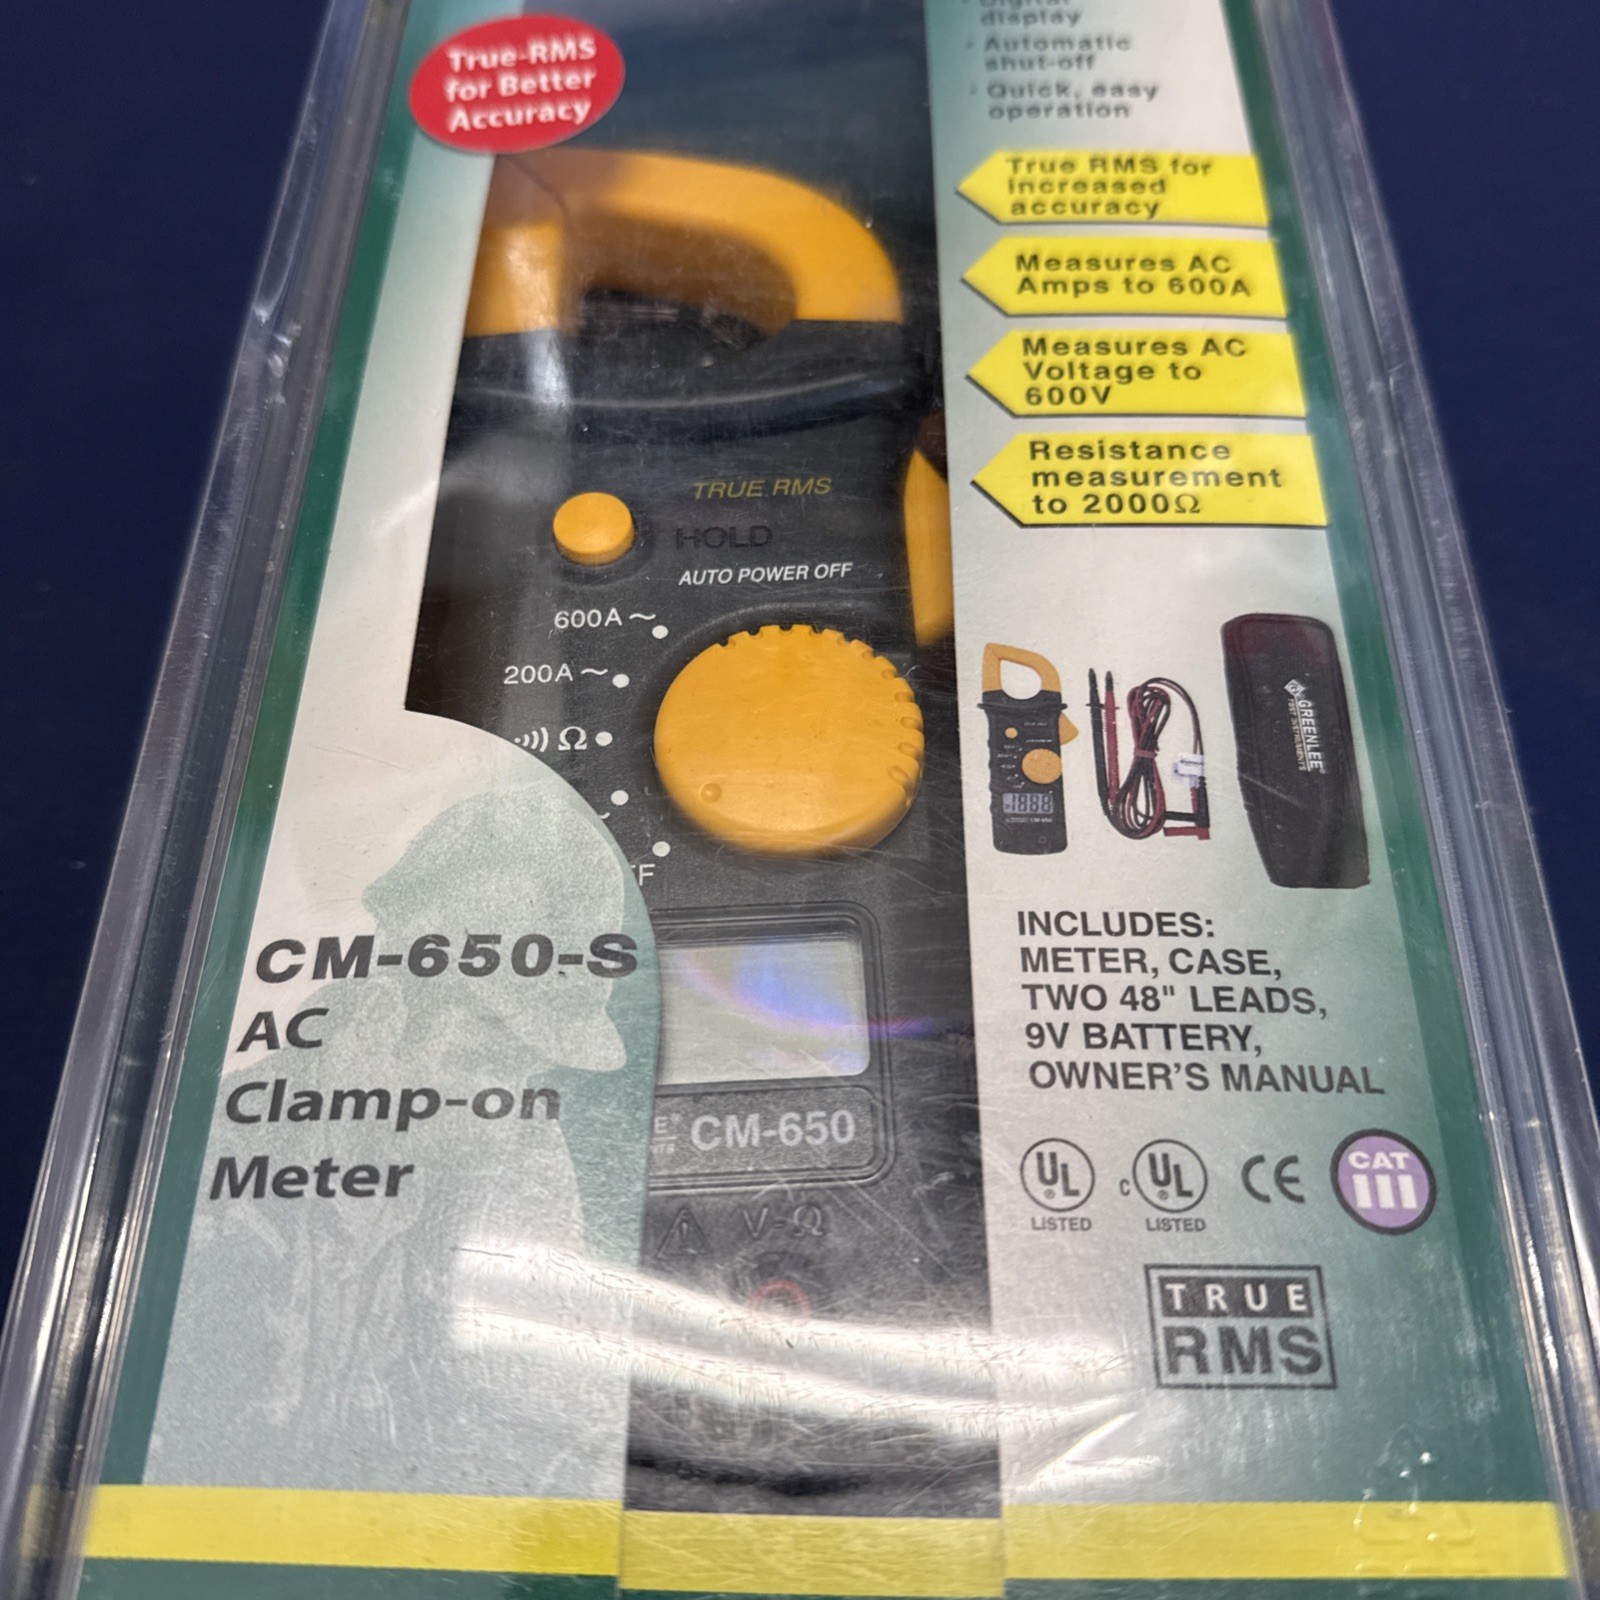 True-RMS
for Better
Accuracy
Digital
display
· Automatic
shut-off
· Quick, easy
operation
True RMS for
increased
accuracy
Measures AC
Amps to 600A
Measures AC
Voltage to
600V
Resistance
measurement
to 2000Ω
TRUE RMS
HOLD
AUTO POWER OFF
600A~
200A~
Ω
F
GREENLEE
1888
INCLUDES:
METER, CASE,
TWO 48" LEADS,
9V BATTERY,
OWNER'S MANUAL
CM-650-S
AC
Clamp-on
Meter
CM-650
V-Ω
UL
LISTED
c UL
LISTED
CE
CAT
III
TRUE
RMS